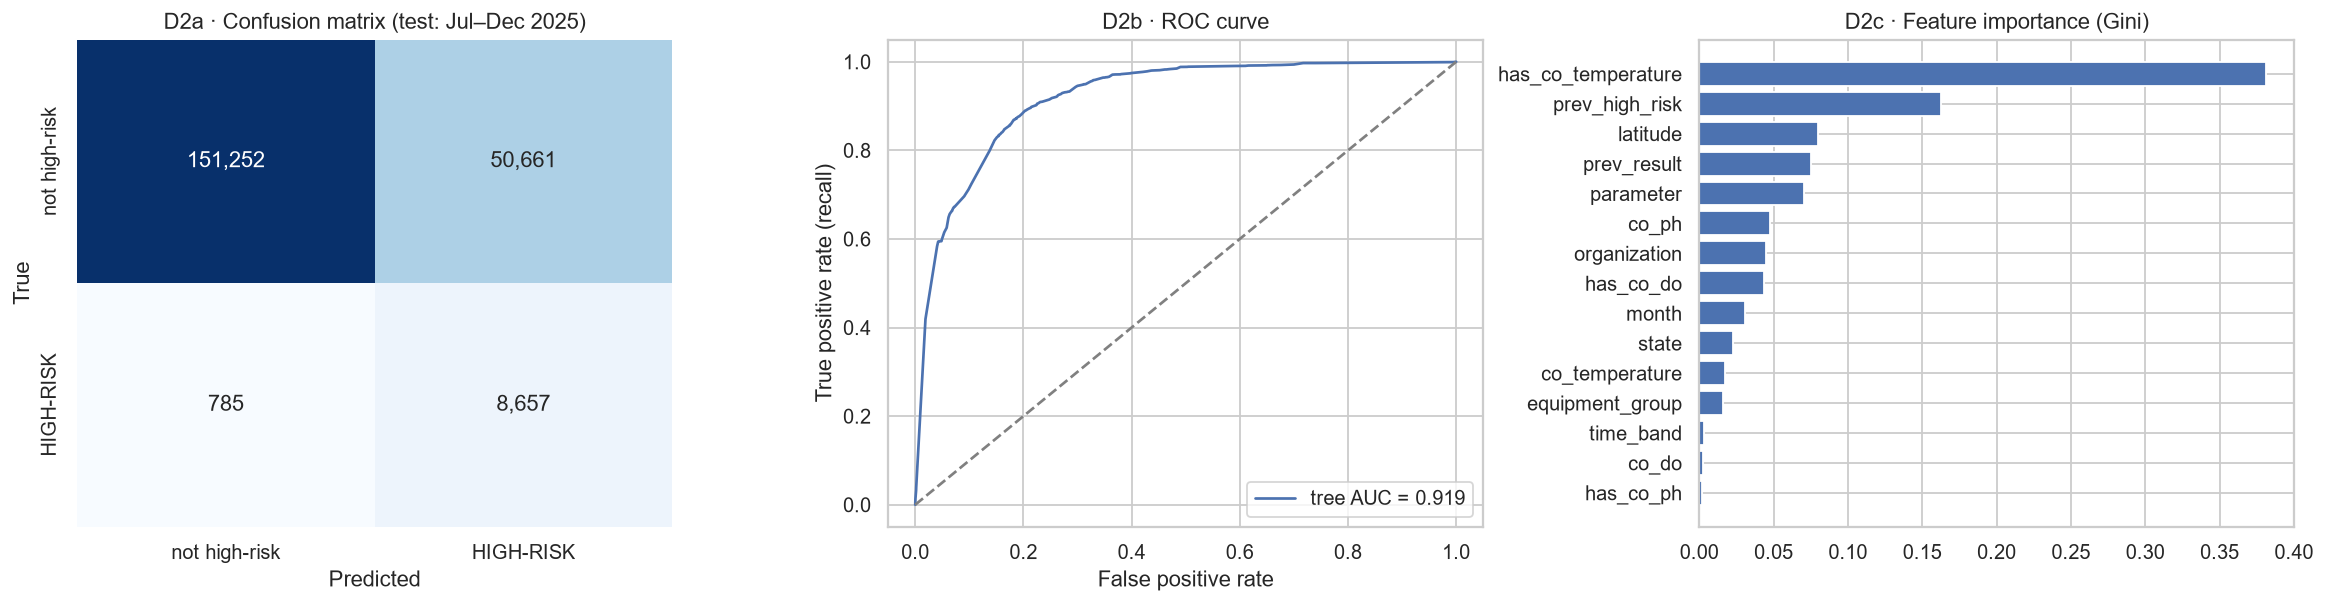 D2a · Confusion matrix (test: Jul–Dec 2025)
True
not high-risk
HIGH-RISK
151,252
50,661
785
8,657
not high-risk
HIGH-RISK
Predicted
D2b · ROC curve
True positive rate (recall)
1.0
0.8
0.6
0.4
0.2
0.0
tree AUC = 0.919
0.0
0.2
0.4
0.6
0.8
1.0
False positive rate
D2c · Feature importance (Gini)
has_co_temperature
prev_high_risk
latitude
prev_result
parameter
co_ph
organization
has_co_do
month
state
co_temperature
equipment_group
time_band
co_do
has_co_ph
0.00
0.05
0.10
0.15
0.20
0.25
0.30
0.35
0.40